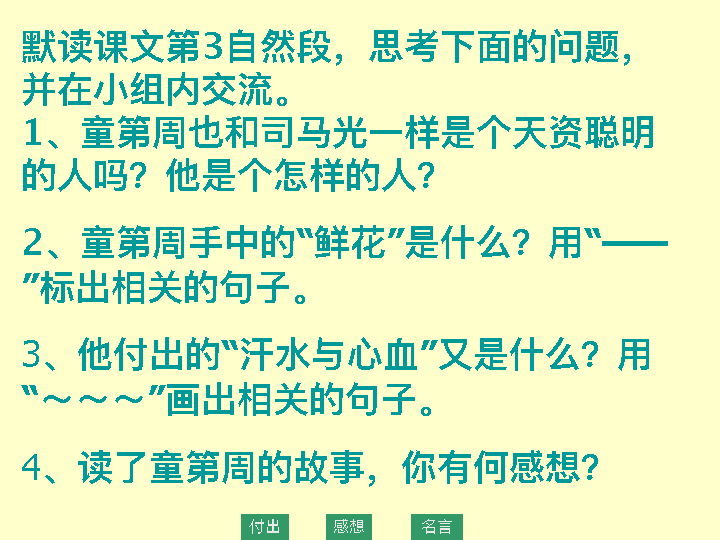 默读课文第3自然段，思考下面的问题，
并在小组内交流。
1、童第周也和司马光一样是个天资聪明
的人吗？他是个怎样的人？
2、童第周手中的“鲜花”是什么？用“——
”标出相关的句子。
3、他付出的“汗水与心血”又是什么？用
“～～～”画出相关的句子。
4、读了童第周的故事，你有何感想？
付出 感想 名言